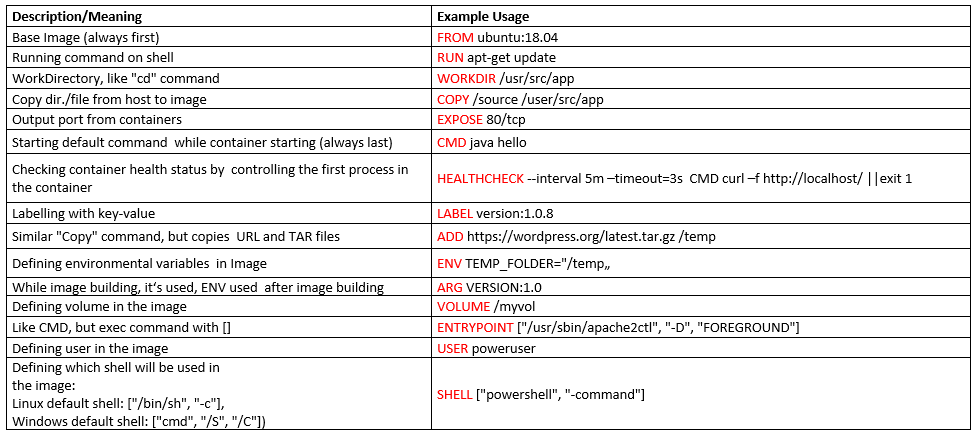 Description/Meaning Example Usage
Base Image (always first) FROM ubuntu:18.04
Running command on shell RUN apt-get update
WorkDirectory, like "cd" command WORKDIR /usr/src/app
Copy dir./file from host to image COPY /source /user/src/app
Output port from containers EXPOSE 80/tcp
Starting default command while container starting (always last) CMD java hello
Checking container health status by controlling the first process in
the container
HEALTHCHECK --interval 5m –timeout=3s CMD curl –f http://localhost/ ||exit 1
Labelling with key-value LABEL version:1.0.8
Similar "Copy" command, but copies URL and TAR files ADD https://wordpress.org/latest.tar.gz /temp
Defining environmental variables in Image ENV TEMP_FOLDER="/temp„
While image building, it‘s used, ENV used after image building ARG VERSION:1.0
Defining volume in the image VOLUME /myvol
Like CMD, but exec command with [] ENTRYPOINT ["/usr/sbin/apache2ctl", "-D", "FOREGROUND"]
Defining user in the image USER poweruser
Defining which shell will be used in
the image:
Linux default shell: ["/bin/sh", "-c"],
Windows default shell: ["cmd", "/S", "/C"])
SHELL ["powershell", "-command"]